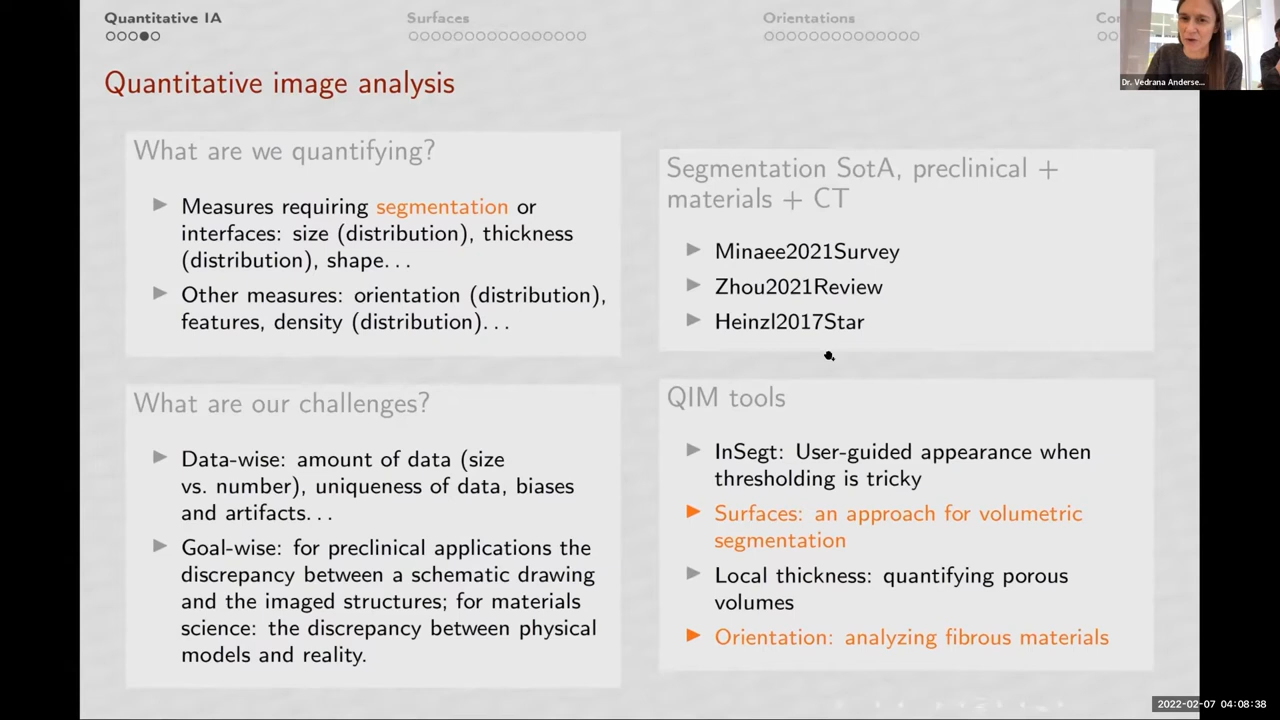 Quantitative IA
Surfaces
Orientations
Quantitative image analysis
Dr. Vedrana Anderse...
What are we quantifying?
▶ Measures requiring segmentation or
interfaces: size (distribution), thickness
(distribution), shape...
▶ Other measures: orientation (distribution),
features, density (distribution)...
What are our challenges?
▶ Data-wise: amount of data (size
vs. number), uniqueness of data, biases
and artifacts...
▶ Goal-wise: for preclinical applications the
discrepancy between a schematic drawing
and the imaged structures; for materials
science: the discrepancy between physical
models and reality.
Segmentation SotA, preclinical +
materials + CT
▶ Minaee2021Survey
▶ Zhou2021Review
▶ Heinzl2017Star
QIM tools
▶ InSegt: User-guided appearance when
thresholding is tricky
▶ Surfaces: an approach for volumetric
segmentation
▶ Local thickness: quantifying porous
volumes
▶ Orientation: analyzing fibrous materials
2022-02-07 04:08:38